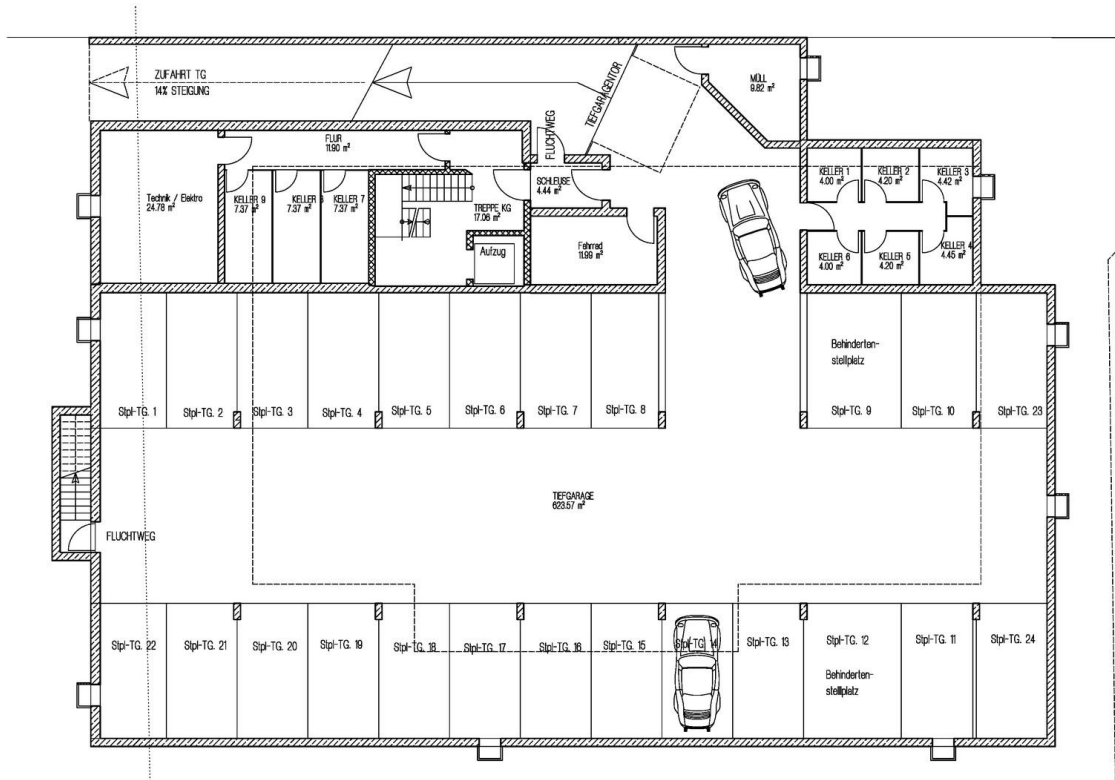 ZUFAHRT TG
14% STEIGUNG
TIEFGARAGENTOR
MÜLL
9.82 m²
FLUR
11.90 m²
FLUCHTWEG
Technik / Elektro
24.78 m²
KELLER 9
7.37 m²
KELLER 8
7.37 m²
KELLER 7
7.37 m²
TREPPE KG
17.06 m²
Aufzug
SCHLEUSE
4.44 m²
Fahrrad
11.99 m²
KELLER 1
4.00 m²
KELLER 2
4.20 m²
KELLER 3
4.42 m²
KELLER 6
4.00 m²
KELLER 5
4.20 m²
KELLER 4
4.45 m²
Behinderten-
stellplatz
Stpl-TG. 1
Stpl-TG. 2
Stpl-TG. 3
Stpl-TG. 4
Stpl-TG. 5
Stpl-TG. 6
Stpl-TG. 7
Stpl-TG. 8
Stpl-TG. 9
Stpl-TG. 10
Stpl-TG. 23
TIEFGARAGE
623.57 m²
FLUCHTWEG
Stpl-TG. 22
Stpl-TG. 21
Stpl-TG. 20
Stpl-TG. 19
Stpl-TG. 18
Stpl-TG. 17
Stpl-TG. 16
Stpl-TG. 15
Stpl-TG. 14
Stpl-TG. 13
Stpl-TG. 12
Stpl-TG. 11
Stpl-TG. 24
Behinderten-
stellplatz